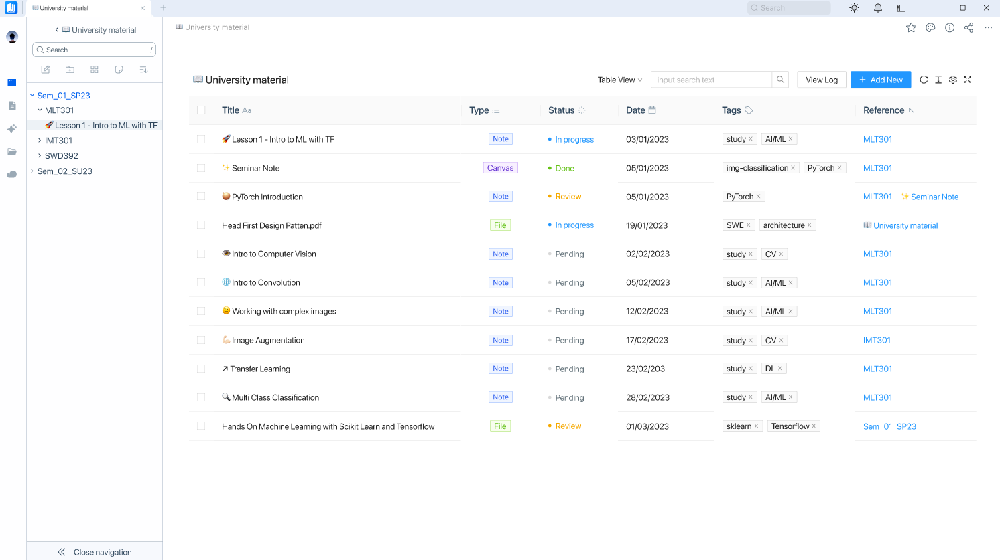 University material
Search
University material
Search
/
Sem_01_SP23
MLT301
Lesson 1 - Intro to ML with TF
IMT301
SWD392
Sem_02_SU23
Close navigation
University material
University material
Table View
input search text
View Log
+ Add New
Title Aa Type Status Date Tags Reference
Lesson 1 - Intro to ML with TF Note In progress 03/01/2023 study × AI/ML × MLT301
Seminar Note Canvas Done 05/01/2023 img-classification × PyTorch × MLT301
PyTorch Introduction Note Review 05/01/2023 PyTorch × MLT301 Seminar Note
Head First Design Patten.pdf File In progress 19/01/2023 SWE × architecture × University material
Intro to Computer Vision Note Pending 02/02/2023 study × CV × MLT301
Intro to Convolution Note Pending 05/02/2023 study × AI/ML × MLT301
Working with complex images Note Pending 12/02/2023 study × AI/ML × MLT301
Image Augmentation Note Pending 17/02/2023 study × CV × IMT301
Transfer Learning Note Pending 23/02/203 study × DL × MLT301
Multi Class Classification Note Pending 28/02/2023 study × AI/ML × MLT301
Hands On Machine Learning with Scikit Learn and Tensorflow File Review 01/03/2023 sklearn × Tensorflow × Sem_01_SP23